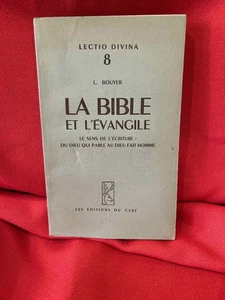 LECTIO DIVINA
8
L. BOUYER
LA BIBLE
ET L'ÉVANGILE
LE SENS DE L'ÉCRITURE :
DU DIEU QUI PARLE AU DIEU FAIT HOMME
LES EDITIONS DU CERF